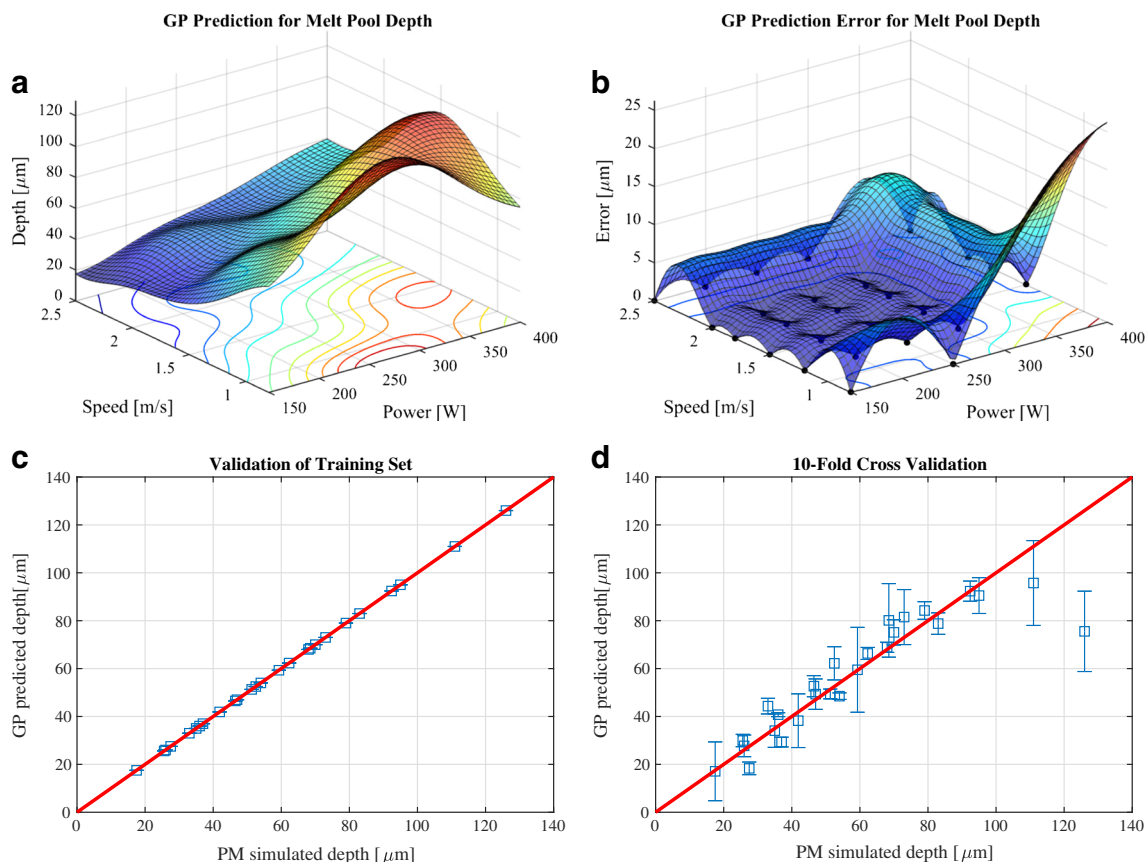 GP Prediction for Melt Pool Depth
a
120
100
80
60
40
20
0
Depth [μm]
2.5
2
1.5
1
Speed [m/s]
150
200
250
300
350
400
Power [W]
GP Prediction Error for Melt Pool Depth
b
25
20
15
10
5
0
Error [μm]
2.5
2
1.5
1
Speed [m/s]
150
200
250
300
350
400
Power [W]
c
Validation of Training Set
140
120
100
80
60
40
20
0
GP predicted depth[μm]
0 20 40 60 80 100 120 140
PM simulated depth [ μm]
d
10-Fold Cross Validation
140
120
100
80
60
40
20
0
GP predicted depth[μm]
0 20 40 60 80 100 120 140
PM simulated depth [ μm]